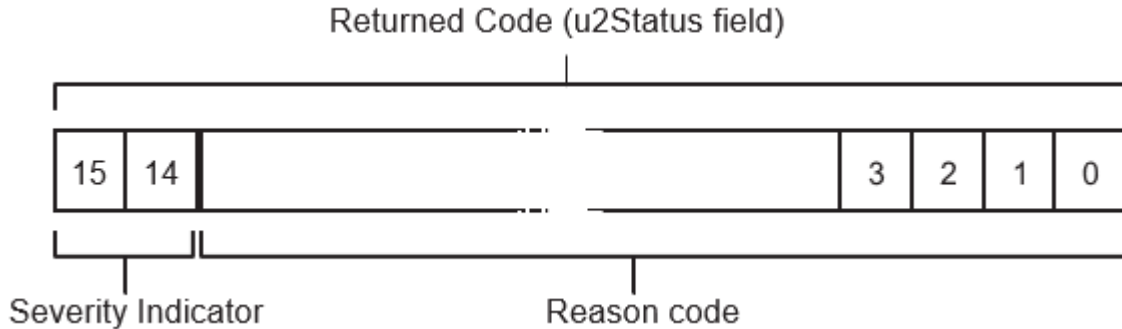 Returned Code (u2Status field)
15 14 3 2 1 0
Severity Indicator Reason code